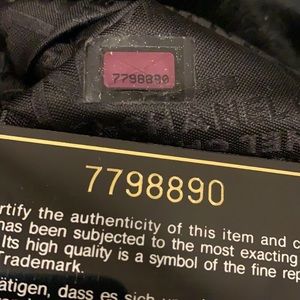 7798890
CHANEL
7798890
rtify the authenticity of this item and c
has been subjected to the most exacting
Its high quality is a symbol of the fine rep
Trademark.
ätigen, dass es sich